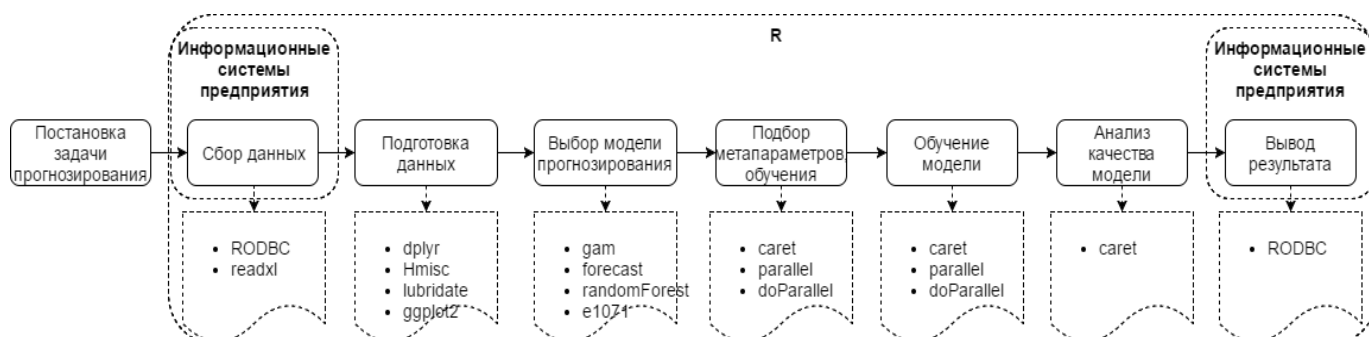 R
Информационные
системы
предприятия
Информационные
системы
предприятия
Постановка
задачи
прогнозирования
Сбор данных
Подготовка
данных
Выбор модели
прогнозирования
Подбор
метапараметров,
обучения
Обучение
модели
Анализ
качества
модели
Вывод
результата
• RODBC
• readxl
• dplyr
• Hmisc
• lubridate
• ggplot2
• gam
• forecast
• randomForest
• e1071
• caret
• parallel
• doParallel
• caret
• parallel
• doParallel
• caret
• RODBC